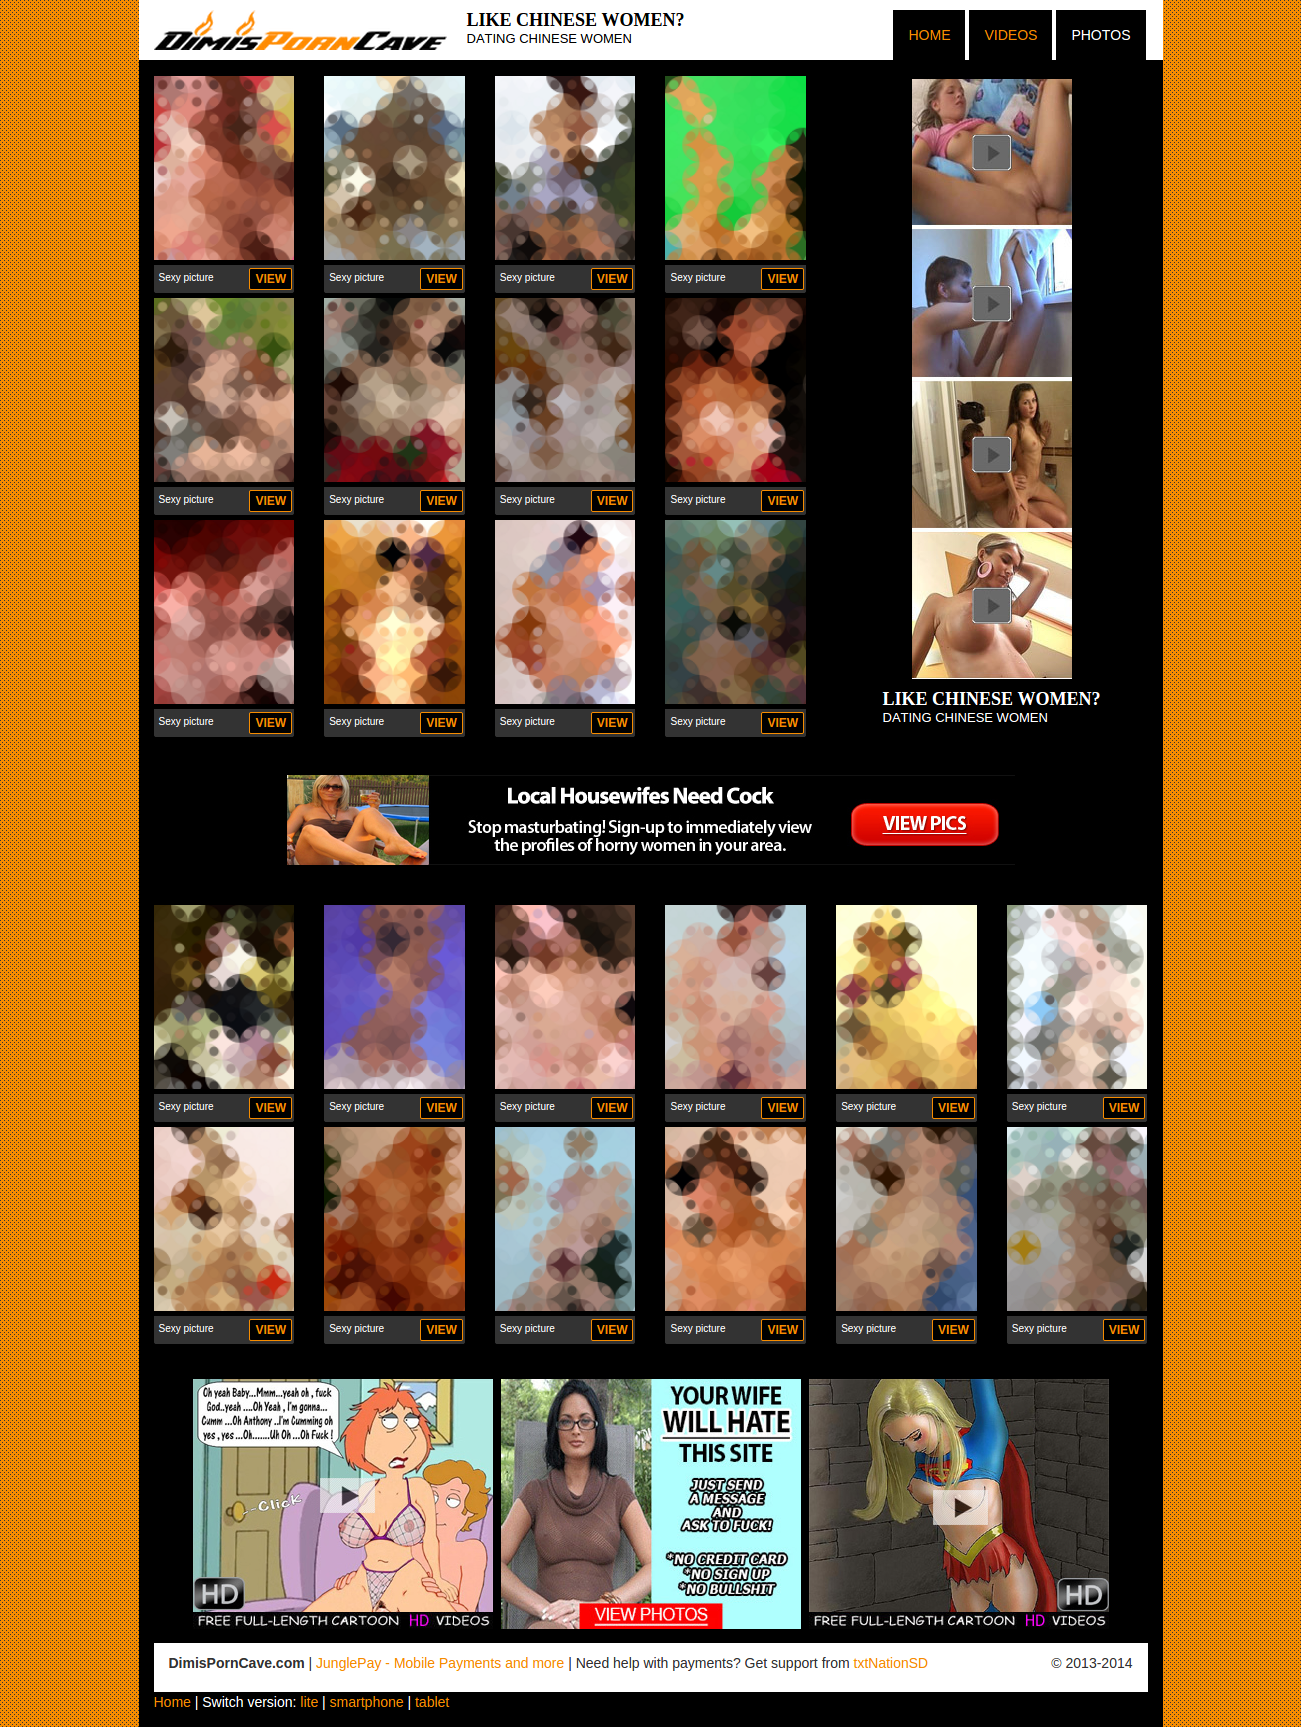 DimisPornCave
LIKE CHINESE WOMEN?
DATING CHINESE WOMEN
HOME
VIDEOS
PHOTOS
Sexy picture VIEW
Sexy picture VIEW
Sexy picture VIEW
Sexy picture VIEW
Sexy picture VIEW
Sexy picture VIEW
Sexy picture VIEW
Sexy picture VIEW
Sexy picture VIEW
Sexy picture VIEW
Sexy picture VIEW
Sexy picture VIEW
LIKE CHINESE WOMEN?
DATING CHINESE WOMEN
Local Housewifes Need Cock
Stop masturbating! Sign-up to immediately view
the profiles of horny women in your area.
VIEW PICS
Sexy picture VIEW
Sexy picture VIEW
Sexy picture VIEW
Sexy picture VIEW
Sexy picture VIEW
Sexy picture VIEW
Sexy picture VIEW
Sexy picture VIEW
Sexy picture VIEW
Sexy picture VIEW
Sexy picture VIEW
Sexy picture VIEW
Oh yeah Baby...Mmm...yeah oh , fuck
God..yeah ....Oh Yeah , I'm gonna...
Cumm ...Oh Anthony ..I'm Cumming oh
yes , yes ...Oh.......Uh Oh ...Oh Fuck !
Click
HD
FREE FULL-LENGTH CARTOON HD VIDEOS
YOUR WIFE
WILL HATE
THIS SITE
JUST SEND
A MESSAGE
AND
ASK TO FUCK!
*NO CREDIT CARD
*NO SIGN UP
*NO BULLSHIT
VIEW PHOTOS
HD
FREE FULL-LENGTH CARTOON HD VIDEOS
DimisPornCave.com | JunglePay - Mobile Payments and more | Need help with payments? Get support from txtNationSD
© 2013-2014
Home | Switch version: lite | smartphone | tablet